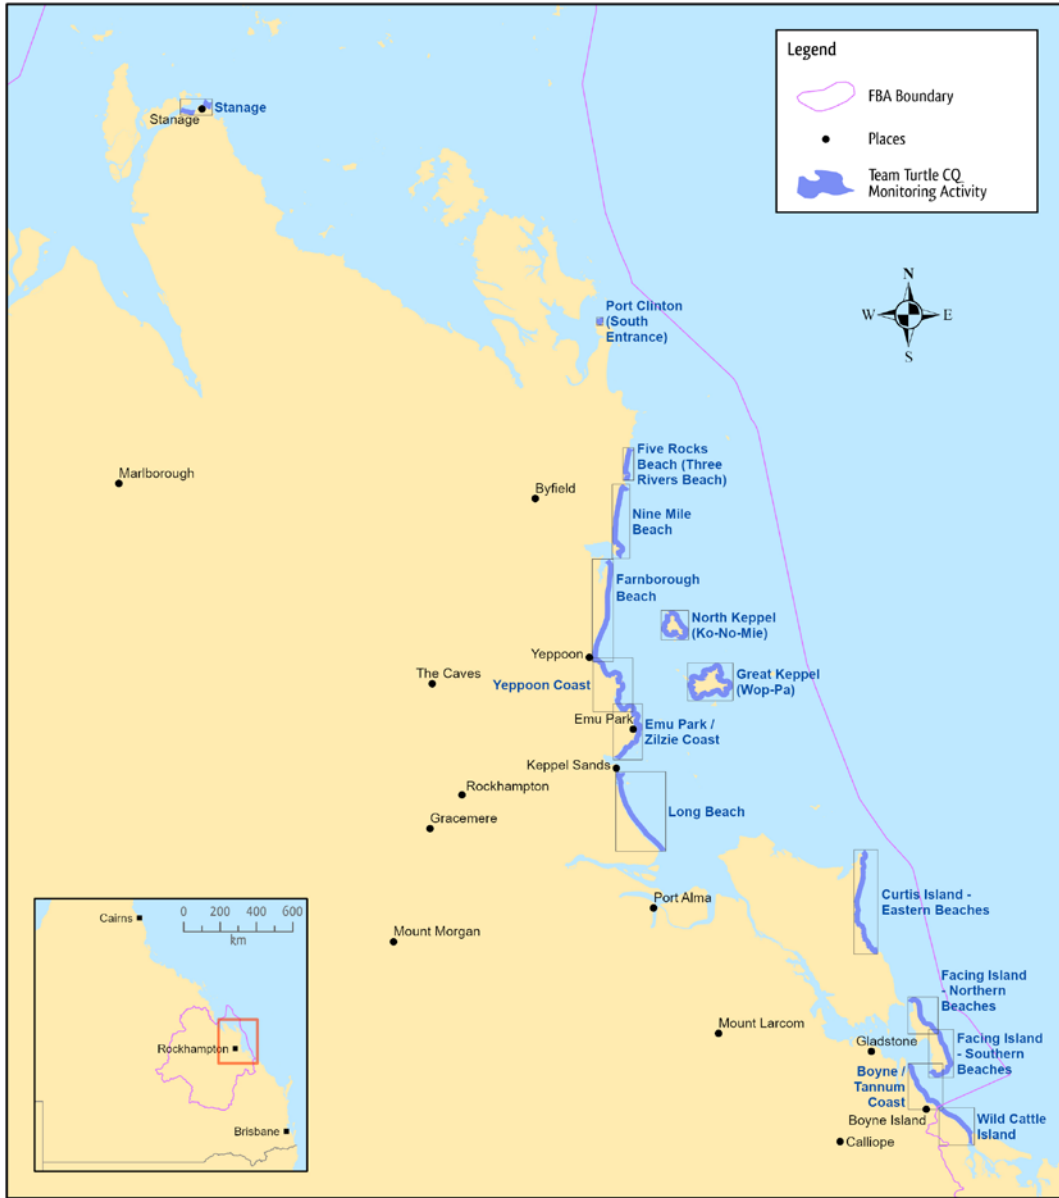 Legend
FBA Boundary
Places
Team Turtle CQ
Monitoring Activity
Stanage
Stanage
N
W
E
S
Port Clinton
(South
Entrance)
Five Rocks
Beach (Three
Rivers Beach)
Marlborough
Byfield
Nine Mile
Beach
Farnborough
Beach
North Keppel
(Ko-No-Mie)
Yeppoon
The Caves
Yeppoon Coast
Great Keppel
(Wop-Pa)
Emu Park
Emu Park /
Zilzie Coast
Keppel Sands
Rockhampton
Gracemere
Long Beach
Port Alma
Curtis Island -
Eastern Beaches
Mount Morgan
Facing Island
- Northern
Beaches
Mount Larcom
Gladstone
Facing Island
- Southern
Beaches
Boyne /
Tannum
Coast
Boyne Island
Wild Cattle
Island
Calliope
0 200 400 600
km
Cairns
Rockhampton
Brisbane